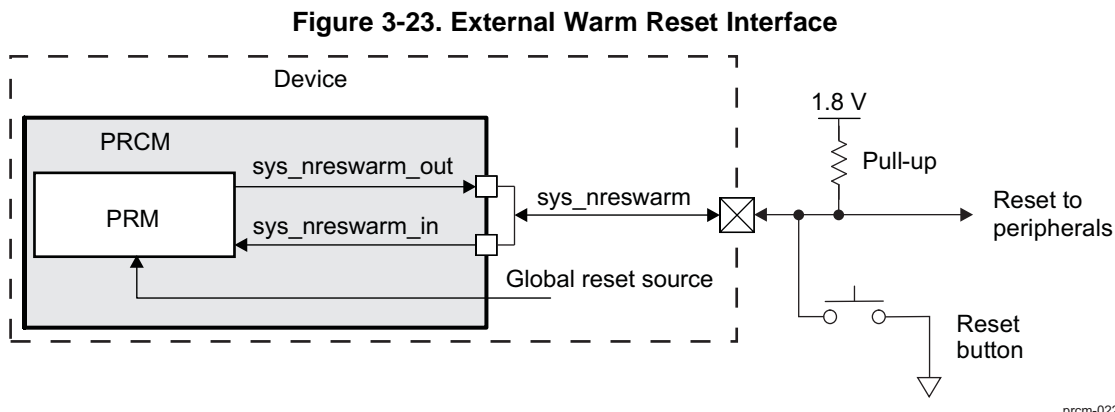 Figure 3-23. External Warm Reset Interface
Device
1.8 V
PRCM
Pull-up
sys_nreswarm_out
sys_nreswarm
PRM
Reset to
peripherals
sys_nreswarm_in
Global reset source
Reset
button